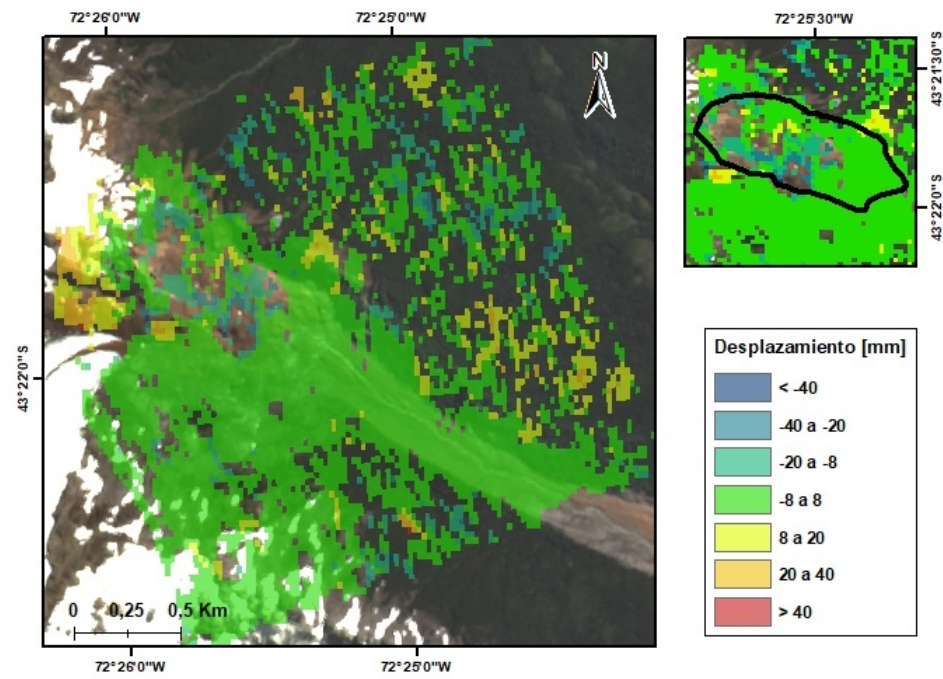 72°26'0"W 72°25'0"W
72°25'30"W
N
43°21'30"S
43°22'0"S
43°22'0"S
Desplazamiento [mm]
< -40
-40 a -20
-20 a -8
-8 a 8
8 a 20
20 a 40
> 40
0 0,25 0,5 Km
72°26'0"W 72°25'0"W